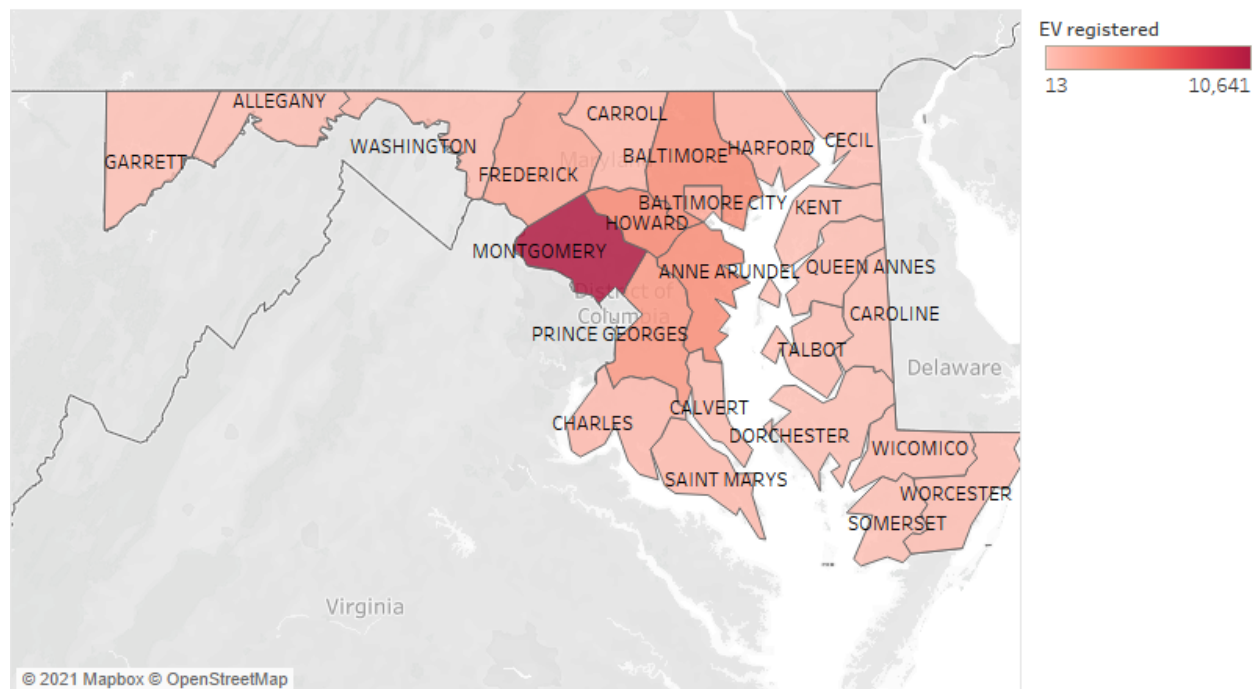 EV registered
13 10,641
ALLEGANY
CARROLL
WASHINGTON
CECIL
HARFORD
BALTIMORE
Maryland
GARRETT
FREDERICK
BALTIMORE CITY
KENT
HOWARD
MONTGOMERY
ANNE ARUNDEL
QUEEN ANNES
District of
Columbia
CAROLINE
PRINCE GEORGES
TALBOT
Delaware
CALVERT
CHARLES
DORCHESTER
WICOMICO
SAINT MARYS
WORCESTER
SOMERSET
Virginia
© 2021 Mapbox © OpenStreetMap